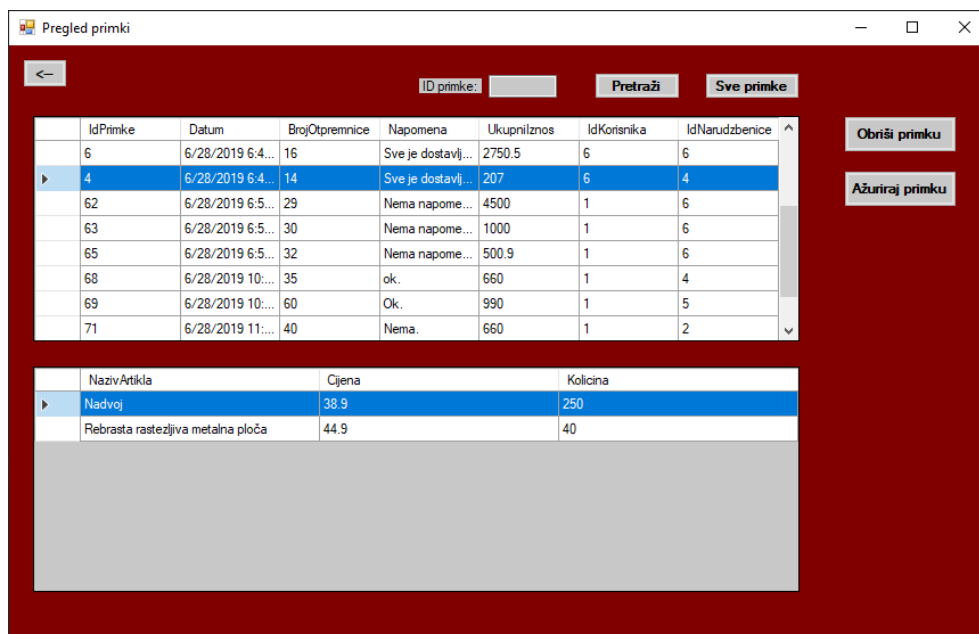 Pregled primki
<-- ID primke: Pretraži Sve primke
IdPrimke Datum BrojOtpremnice Napomena UkupniIznos IdKorisnika IdNarudzbenice
6 6/28/2019 6:4... 16 Sve je dostavlj... 2750.5 6 6
4 6/28/2019 6:4... 14 Sve je dostavlj... 207 6 4
62 6/28/2019 6:5... 29 Nema napome... 4500 1 6
63 6/28/2019 6:5... 30 Nema napome... 1000 1 6
65 6/28/2019 6:5... 32 Nema napome... 500.9 1 6
68 6/28/2019 10:... 35 ok. 660 1 4
69 6/28/2019 10:... 60 Ok. 990 1 5
71 6/28/2019 11:... 40 Nema. 660 1 2
Obriši primku
Ažuriraj primku
NazivArtikla Cijena Kolicina
Nadvoj 38.9 250
Rebrasta rastezljiva metalna ploča 44.9 40